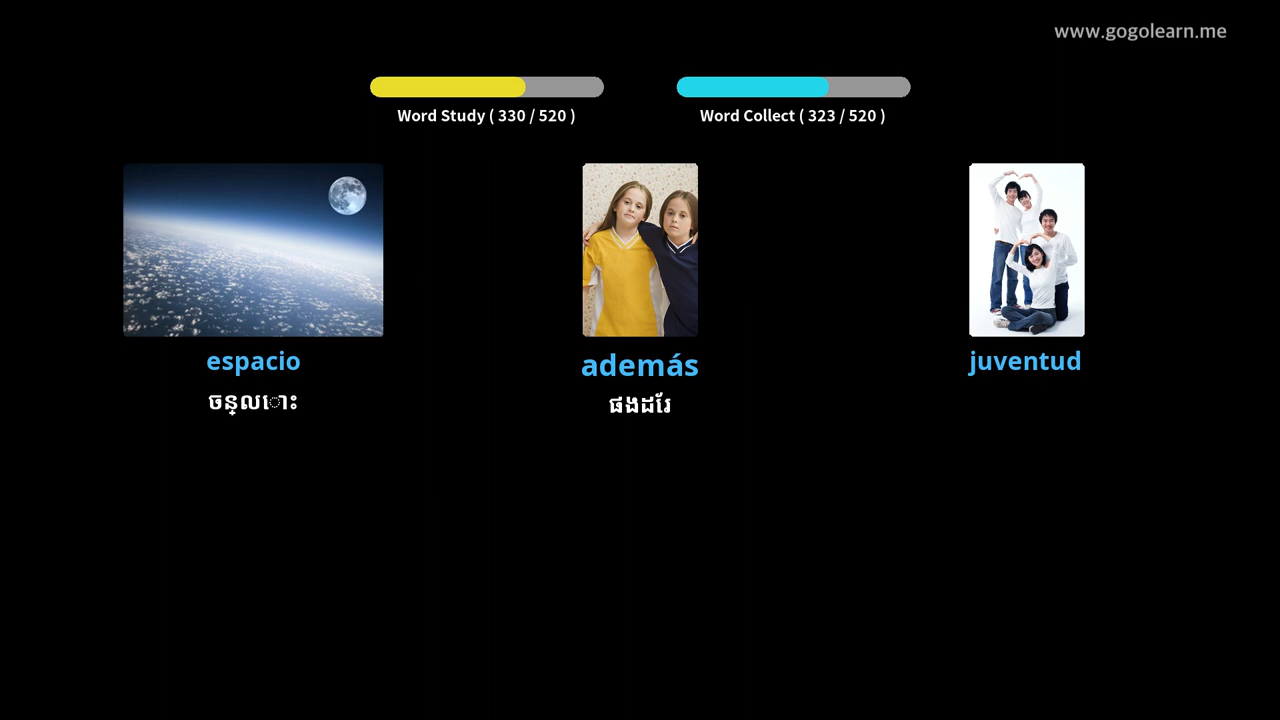 www.gogolearn.me
Word Study ( 330 / 520 )
Word Collect ( 323 / 520 )
espacio
ចន្លោះ
además
ផងដែរ
juventud